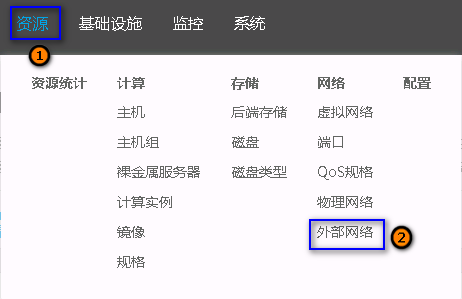 资源 基础设施 监控 系统
1
资源统计 计算 存储 网络 配置
主机 后端存储 虚拟网络
主机组 磁盘 端口
裸金属服务器 磁盘类型 QoS规格
计算实例 物理网络
镜像 外部网络 2
规格